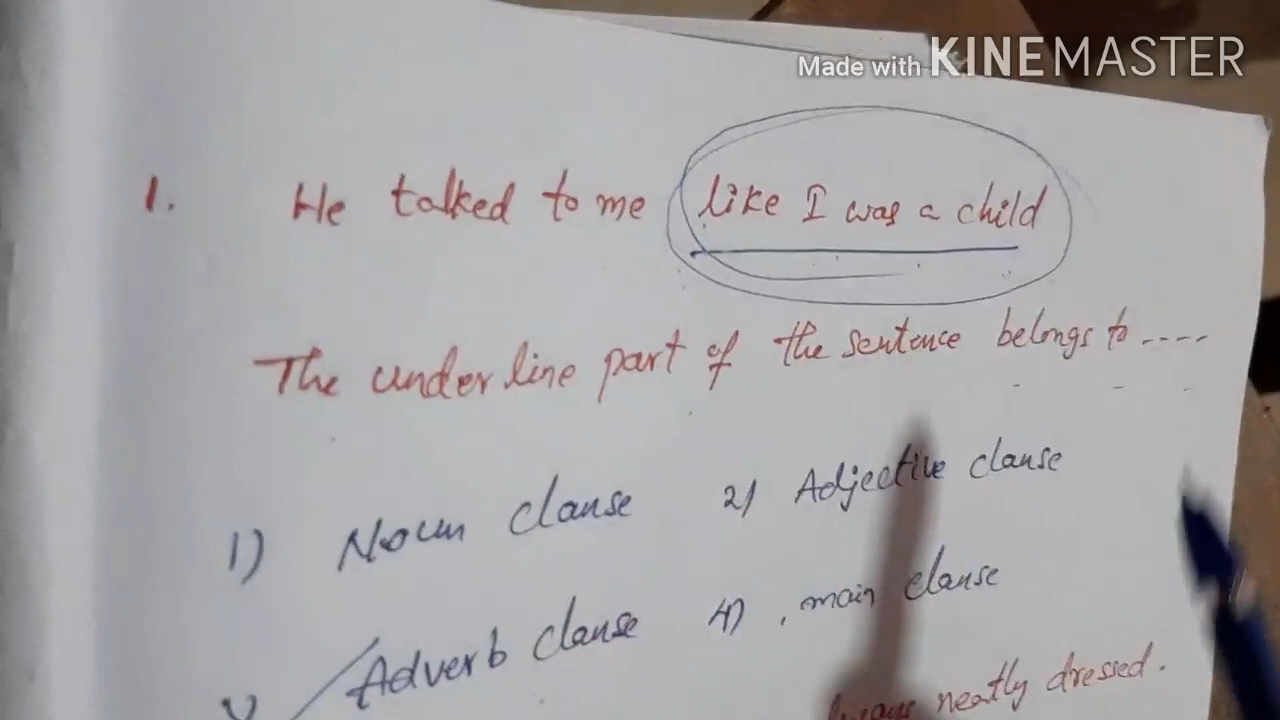 Made with KINEMASTER
1. He talked to me like I was a child
The underline part of the sentence belongs to ----
1) Noun clause 2) Adjective clause
Adverb clause 4) main clause
neatly dressed.